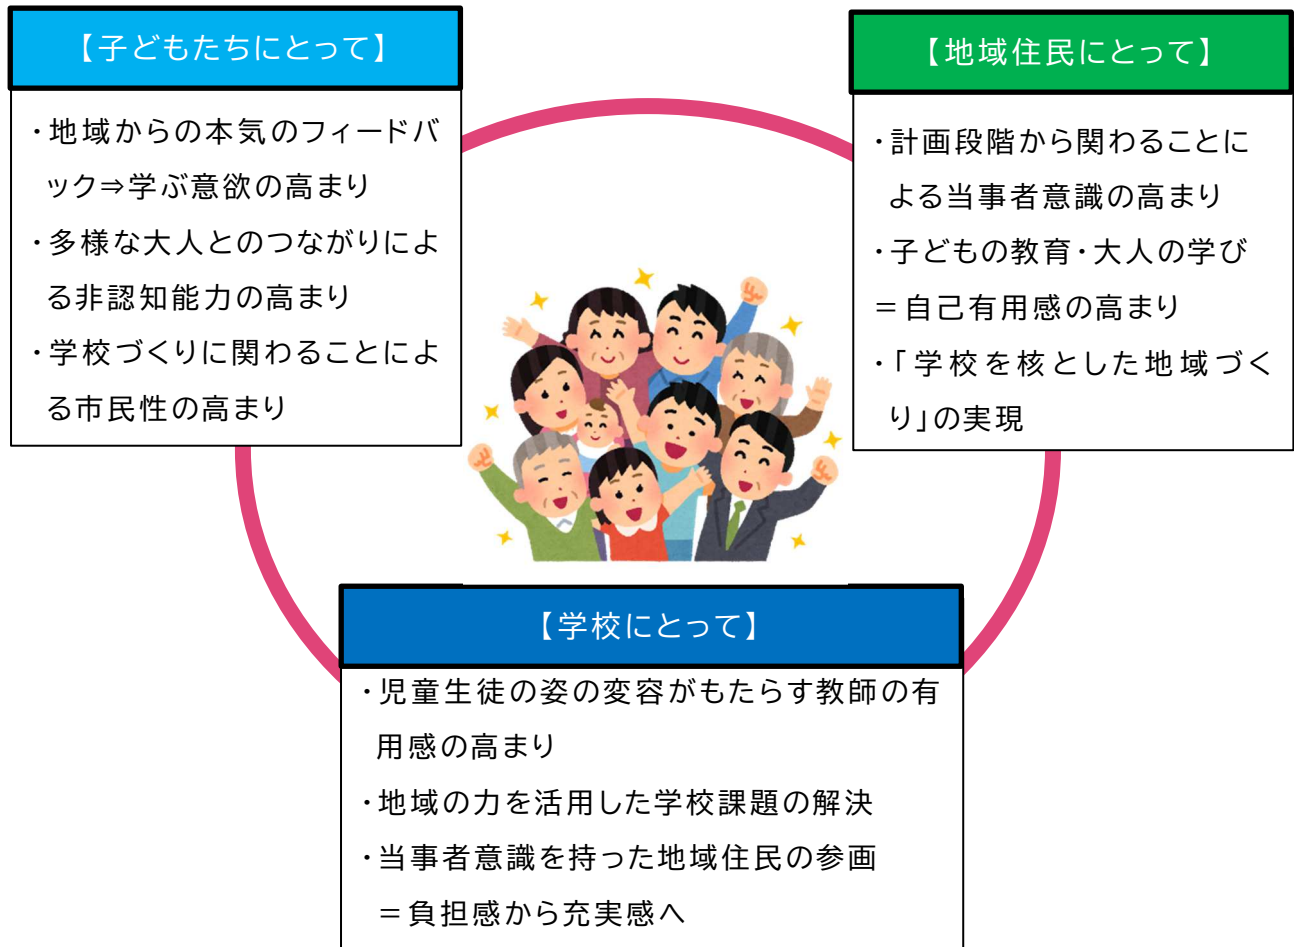 【子どもたちにとって】
・地域からの本気のフィードバ
ック⇒学ぶ意欲の高まり
・多様な大人とのつながりによ
る非認知能力の高まり
・学校づくりに関わることによ
る市民性の高まり
【地域住民にとって】
・計画段階から関わることに
よる当事者意識の高まり
・子どもの教育・大人の学び
＝自己有用感の高まり
・「学校を核とした地域づく
り」の実現
【学校にとって】
・児童生徒の姿の変容がもたらす教師の有
用感の高まり
・地域の力を活用した学校課題の解決
・当事者意識を持った地域住民の参画
＝負担感から充実感へ